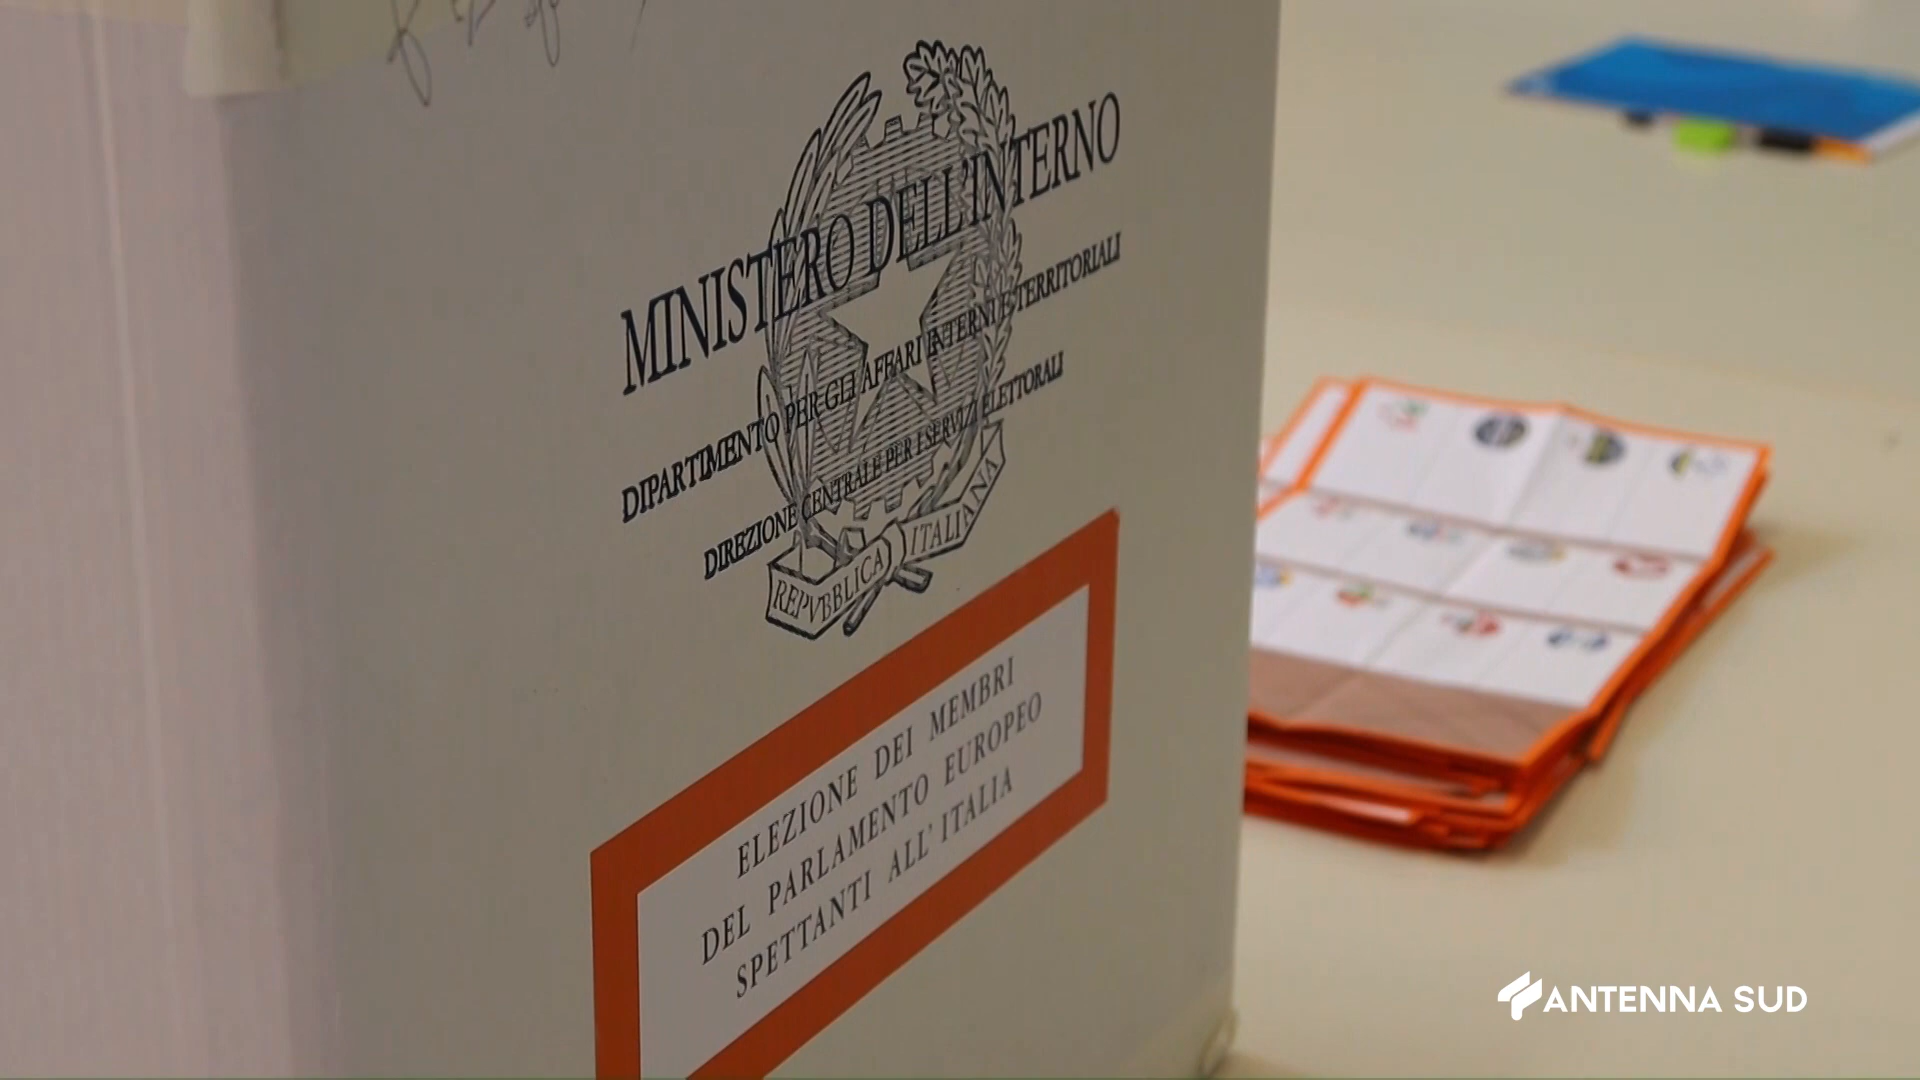 MINISTERO DELL'INTERNO
DIPARTIMENTO PER GLI AFFARI INTERNI E TERRITORIALI
DIREZIONE CENTRALE PER I SERVIZI ELETTORALI
REPVBBLICA ITALIANA
ELEZIONE DEI MEMBRI
DEL PARLAMENTO EUROPEO
SPETTANTI ALL'ITALIA
ANTENNA SUD